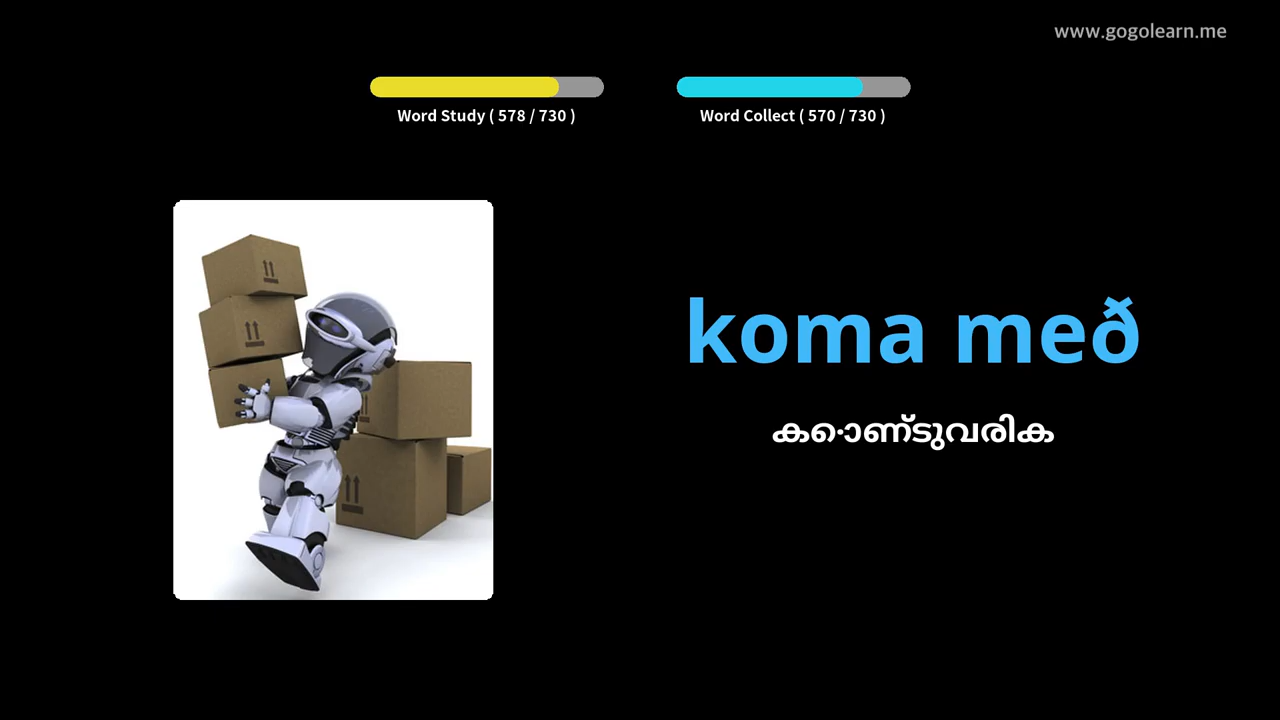 www.gogolearn.me
Word Study ( 578 / 730 )
Word Collect ( 570 / 730 )
koma með
കൊണ്ടുവരിക